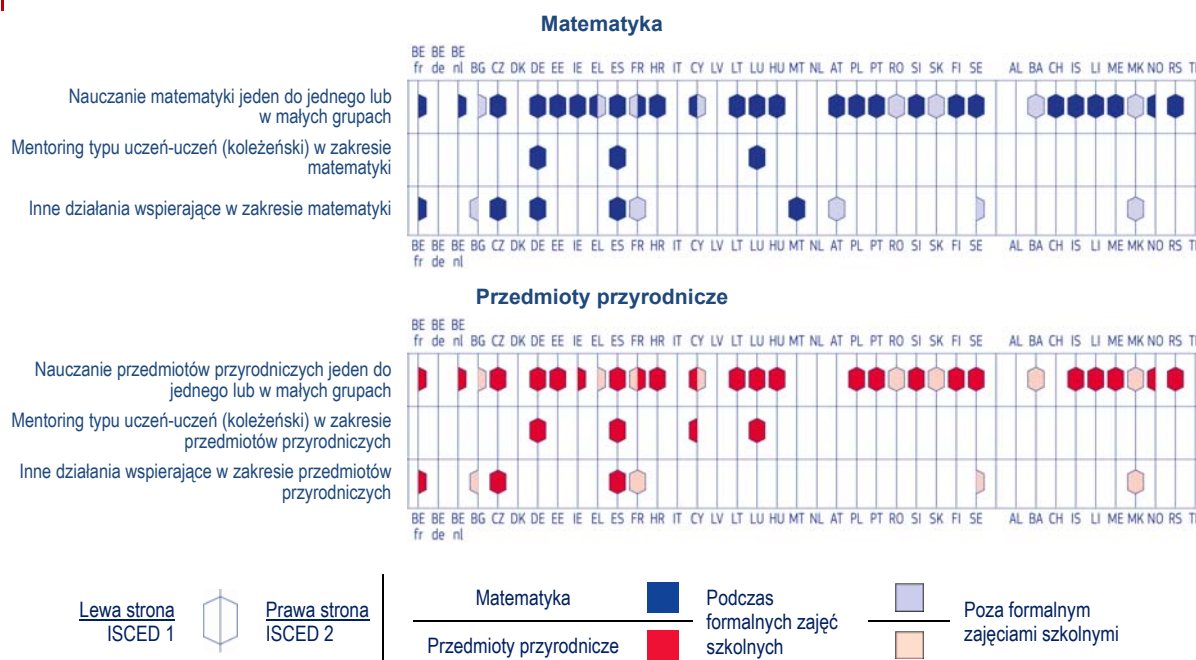 Matematyka
BE BE BE
fr de nl BG CZ DK DE EE IE EL ES FR HR IT CY LV LT LU HU MT NL AT PL PT RO SI SK FI SE AL BA CH IS LI ME MK NO RS
Nauczanie matematyki jeden do jednego lub
w małych grupach
Mentoring typu uczeń-uczeń (koleżeński) w zakresie
matematyki
Inne działania wspierające w zakresie matematyki
BE BE BE BG CZ DK DE EE IE EL ES FR HR IT CY LV LT LU HU MT NL AT PL PT RO SI SK FI SE AL BA CH IS LI ME MK NO RS
fr de nl
Przedmioty przyrodnicze
BE BE BE
fr de nl BG CZ DK DE EE IE EL ES FR HR IT CY LV LT LU HU MT NL AT PL PT RO SI SK FI SE AL BA CH IS LI ME MK NO RS
Nauczanie przedmiotów przyrodniczych jeden do
jednego lub w małych grupach
Mentoring typu uczeń-uczeń (koleżeński) w zakresie
przedmiotów przyrodniczych
Inne działania wspierające w zakresie przedmiotów
przyrodniczych
BE BE BE BG CZ DK DE EE IE EL ES FR HR IT CY LV LT LU HU MT NL AT PL PT RO SI SK FI SE AL BA CH IS LI ME MK NO RS
fr de nl
Lewa strona
ISCED 1
Prawa strona
ISCED 2
Matematyka
Przedmioty przyrodnicze
Podczas
formalnych zajęć
szkolnych
Poza formalnym
zajęciami szkolnymi